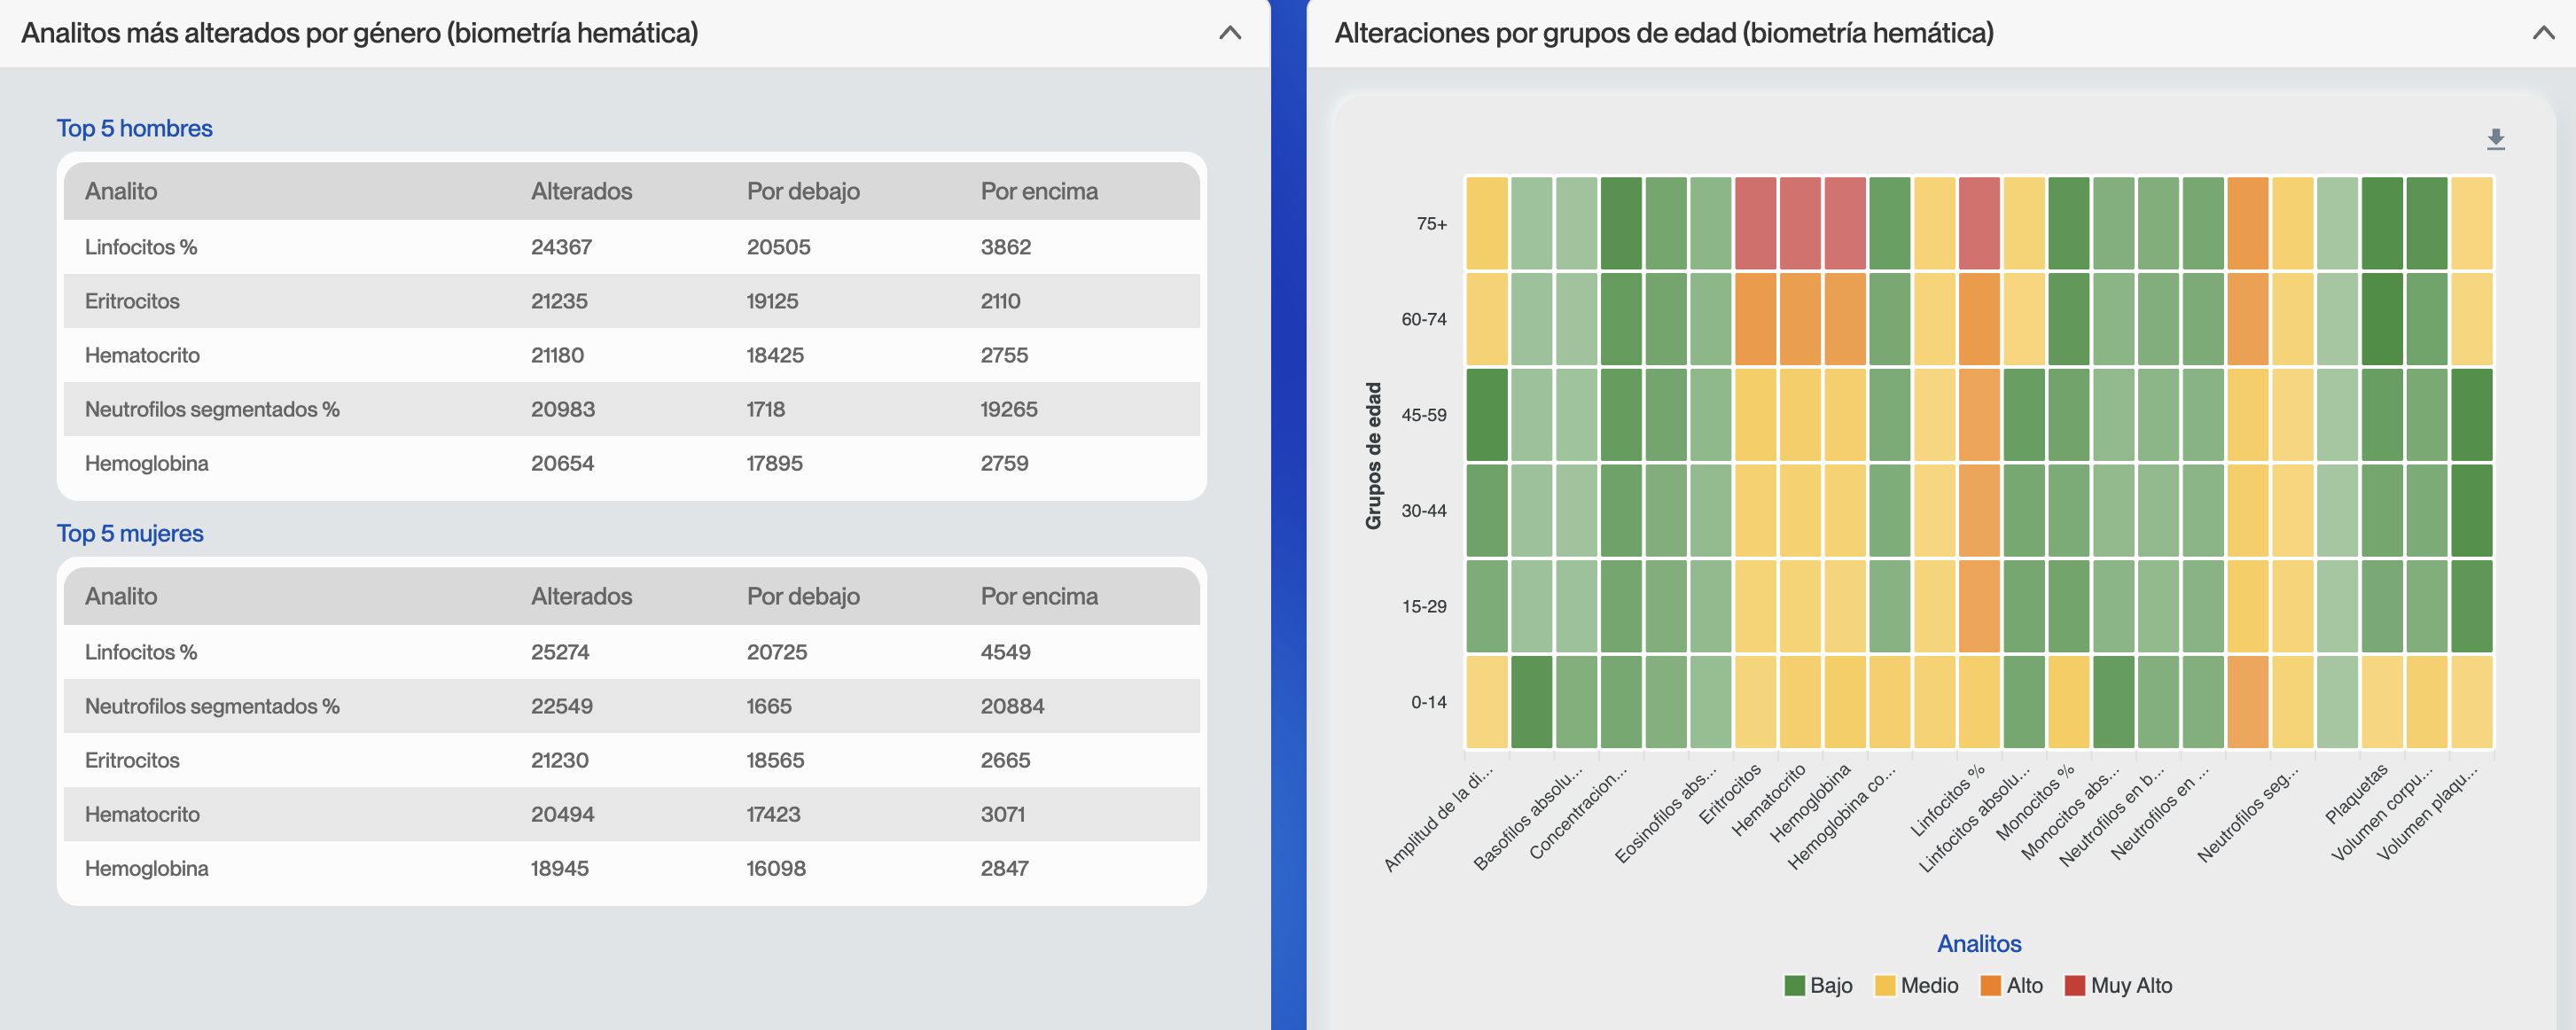 Analitos más alterados por género (biometría hemática)
Top 5 hombres
Analito Alterados Por debajo Por encima
Linfocitos % 24367 20505 3862
Eritrocitos 21235 19125 2110
Hematocrito 21180 18425 2755
Neutrofilos segmentados % 20983 1718 19265
Hemoglobina 20654 17895 2759
Top 5 mujeres
Analito Alterados Por debajo Por encima
Linfocitos % 25274 20725 4549
Neutrofilos segmentados % 22549 1665 20884
Eritrocitos 21230 18565 2665
Hematocrito 20494 17423 3071
Hemoglobina 18945 16098 2847
Alteraciones por grupos de edad (biometría hemática)
Grupos de edad
75+
60-74
45-59
30-44
15-29
0-14
Amplitud de la di...
Basofilos absolu...
Concentracion...
Eosinofilos abs...
Eritrocitos
Hematocrito
Hemoglobina
Hemoglobina co...
Linfocitos %
Linfocitos absolu...
Monocitos %
Monocitos abs...
Neutrofilos en b...
Neutrofilos en ...
Neutrofilos seg...
Plaquetas
Volumen corpu...
Volumen plaqu...
Analitos
Bajo Medio Alto Muy Alto